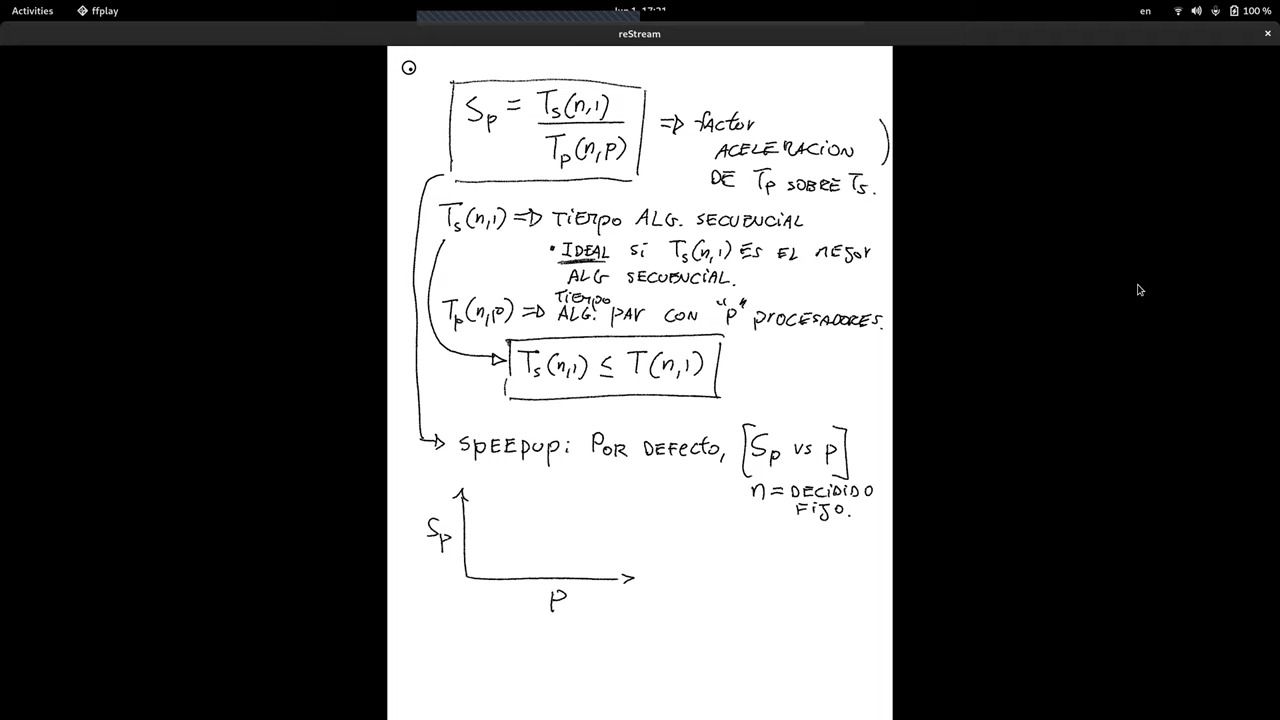 Activities ffplay en 100 %
reStream
Sp = Ts(n,1) / Tp(n,p) ⇒ factor
ACELERACION
DE Tp SOBRE Ts.
Ts(n,1) ⇒ TiEMPO ALG. SECUENCIAL
• IDEAL Si Ts(n,1) ES EL MEJOR
ALG SECUENCIAL.
Tp(n,p) ⇒ TiEMPO ALG. par CON "p" procESADORES.
Ts(n,1) ≤ T(n,1)
SpEEDUp: POR DEFECTO, [Sp vs p]
n = DECiDiDO
FiJO.
Sp
p